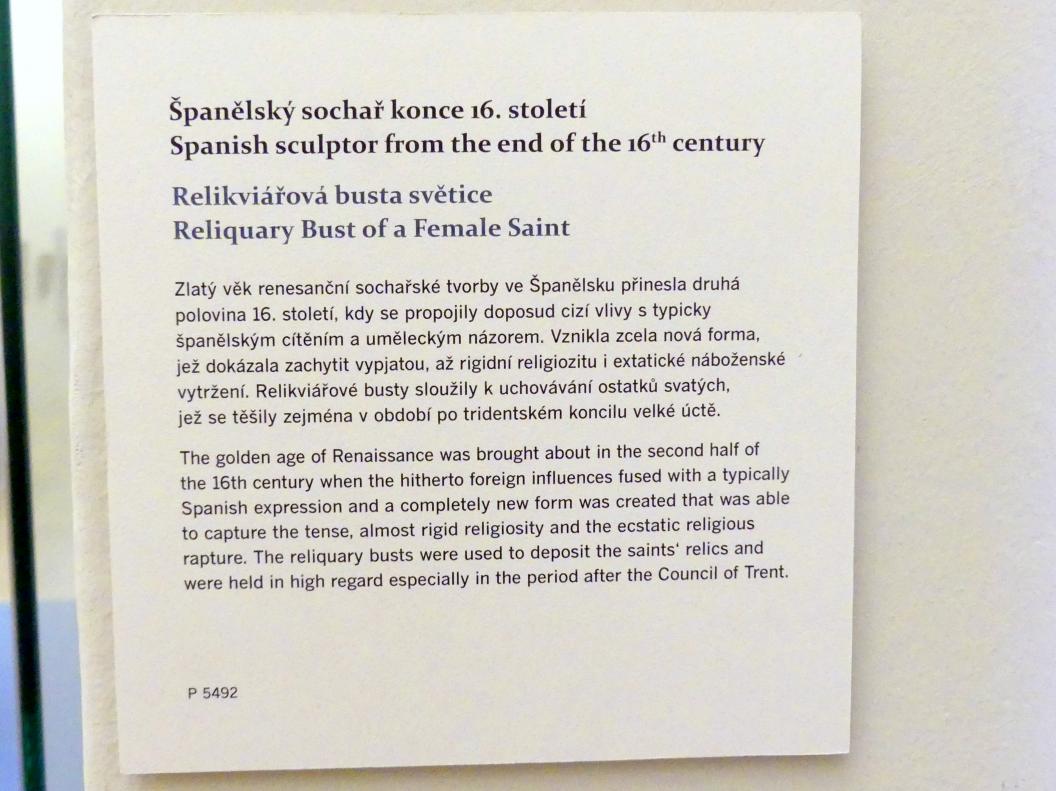 Španělský sochař konce 16. století
Spanish sculptor from the end of the 16th century
Relikviářová busta světice
Reliquary Bust of a Female Saint
Zlatý věk renesanční sochařské tvorby ve Španělsku přinesla druhá
polovina 16. století, kdy se propojily doposud cizí vlivy s typicky
španělským cítěním a uměleckým názorem. Vznikla zcela nová forma,
jež dokázala zachytit vypjatou, až rigidní religiozitu i extatické náboženské
vytržení. Relikviářové busty sloužily k uchovávání ostatků svatých,
jež se těšily zejména v období po tridentském koncilu velké úctě.
The golden age of Renaissance was brought about in the second half of
the 16th century when the hitherto foreign influences fused with a typically
Spanish expression and a completely new form was created that was able
to capture the tense, almost rigid religiosity and the ecstatic religious
rapture. The reliquary busts were used to deposit the saints‘ relics and
were held in high regard especially in the period after the Council of Trent.
P 5492